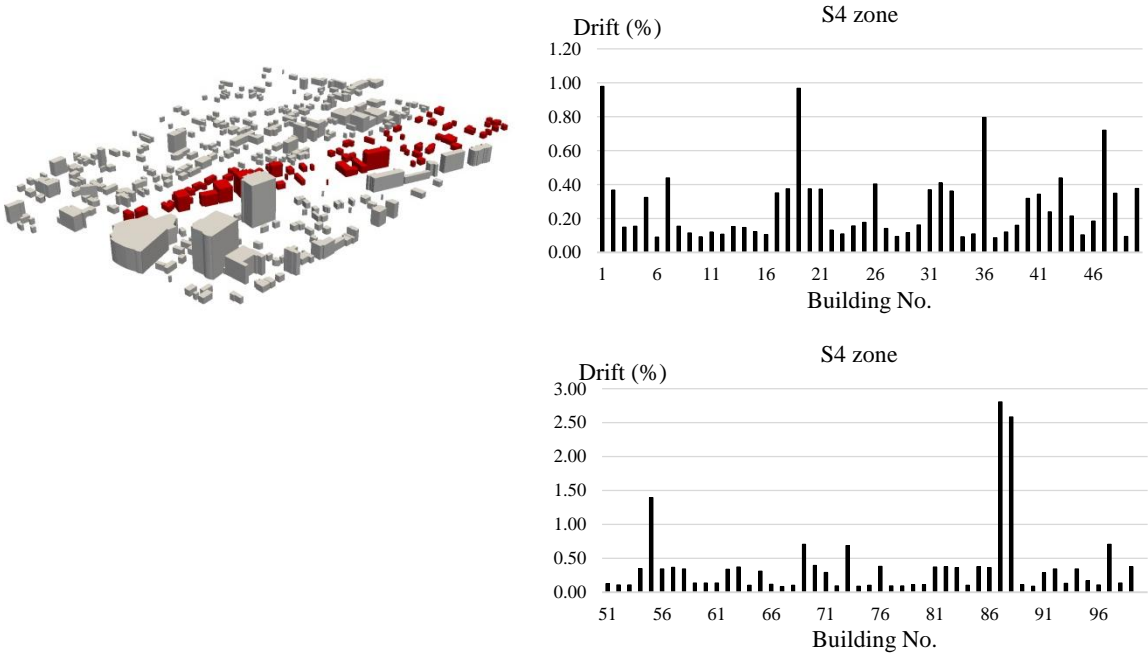 S4 zone
Drift (%)
1.20
1.00
0.80
0.60
0.40
0.20
0.00
1 6 11 16 21 26 31 36 41 46
Building No.
S4 zone
Drift (%)
3.00
2.50
2.00
1.50
1.00
0.50
0.00
51 56 61 66 71 76 81 86 91 96
Building No.